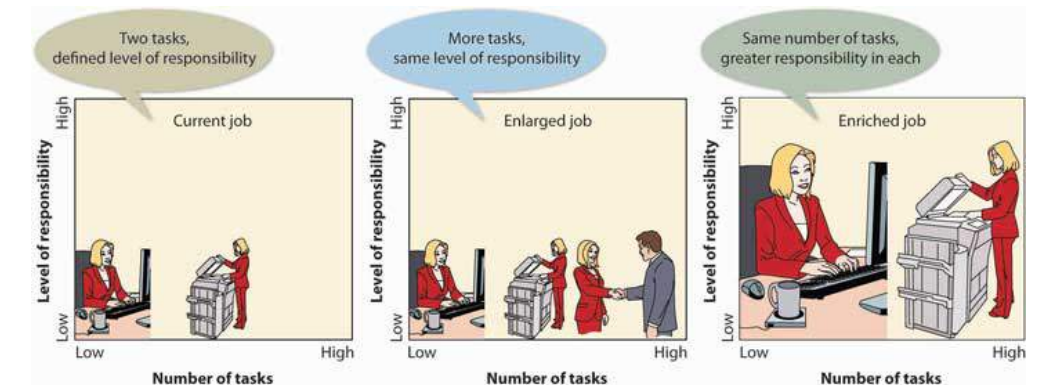 Two tasks,
defined level of responsibility
More tasks,
same level of responsibility
Same number of tasks,
greater responsibility in each
High
Current job
Level of responsibility
Low
Low
High
Number of tasks
High
Enlarged job
Level of responsibility
Low
Low
High
Number of tasks
High
Enriched job
Level of responsibility
Low
Low
High
Number of tasks